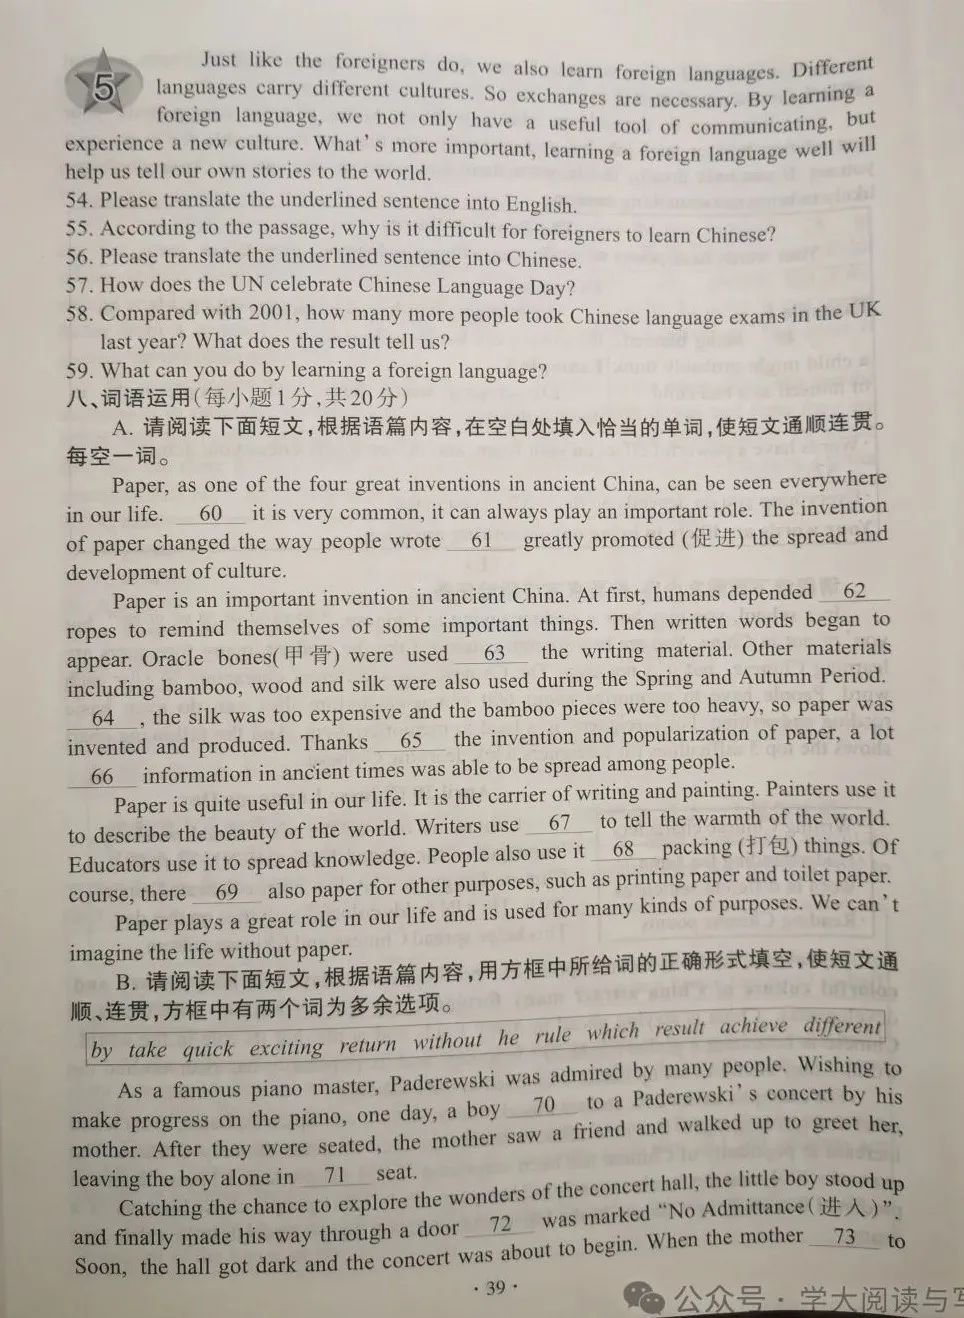 5
Just like the foreigners do, we also learn foreign languages. Different
languages carry different cultures. So exchanges are necessary. By learning a
foreign language, we not only have a useful tool of communicating, but
experience a new culture. What's more important, learning a foreign language well will
help us tell our own stories to the world.
54. Please translate the underlined sentence into English.
55. According to the passage, why is it difficult for foreigners to learn Chinese?
56. Please translate the underlined sentence into Chinese.
57. How does the UN celebrate Chinese Language Day?
58. Compared with 2001, how many more people took Chinese language exams in the UK
last year? What does the result tell us?
59. What can you do by learning a foreign language?
八、词语运用(每小题1分,共20分)
A. 请阅读下面短文,根据语篇内容,在空白处填入恰当的单词,使短文通顺连贯。
每空一词。
Paper, as one of the four great inventions in ancient China, can be seen everywhere
in our life. 60 it is very common, it can always play an important role. The invention
of paper changed the way people wrote 61 greatly promoted (促进) the spread and
development of culture.
Paper is an important invention in ancient China. At first, humans depended 62
ropes to remind themselves of some important things. Then written words began to
appear. Oracle bones(甲骨) were used 63 the writing material. Other materials
including bamboo, wood and silk were also used during the Spring and Autumn Period.
64 , the silk was too expensive and the bamboo pieces were too heavy, so paper was
invented and produced. Thanks 65 the invention and popularization of paper, a lot
66 information in ancient times was able to be spread among people.
Paper is quite useful in our life. It is the carrier of writing and painting. Painters use it
to describe the beauty of the world. Writers use 67 to tell the warmth of the world.
Educators use it to spread knowledge. People also use it 68 packing (打包) things. Of
course, there 69 also paper for other purposes, such as printing paper and toilet paper.
Paper plays a great role in our life and is used for many kinds of purposes. We can't
imagine the life without paper.
B. 请阅读下面短文,根据语篇内容,用方框中所给词的正确形式填空,使短文通
顺、连贯,方框中有两个词为多余选项。
by take quick exciting return without he rule which result achieve different
As a famous piano master, Paderewski was admired by many people. Wishing to
make progress on the piano, one day, a boy 70 to a Paderewski's concert by his
mother. After they were seated, the mother saw a friend and walked up to greet her,
leaving the boy alone in 71 seat.
Catching the chance to explore the wonders of the concert hall, the little boy stood up
and finally made his way through a door 72 was marked "No Admittance(进入)".
Soon, the hall got dark and the concert was about to begin. When the mother 73 to
·39·
公众号·学大阅读与写